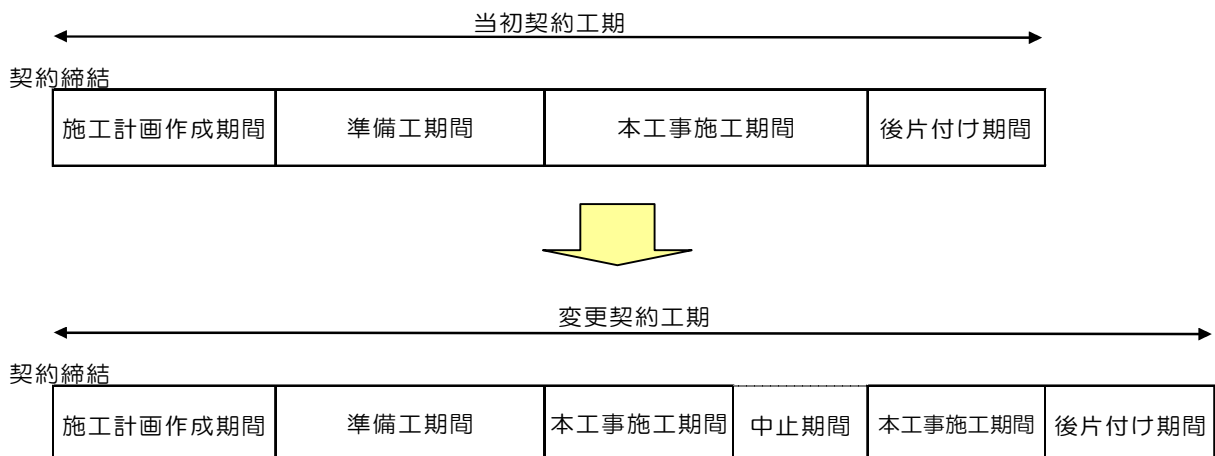 当初契約工期
契約締結
施工計画作成期間 準備工期間 本工事施工期間 後片付け期間
変更契約工期
契約締結
施工計画作成期間 準備工期間 本工事施工期間 中止期間 本工事施工期間 後片付け期間